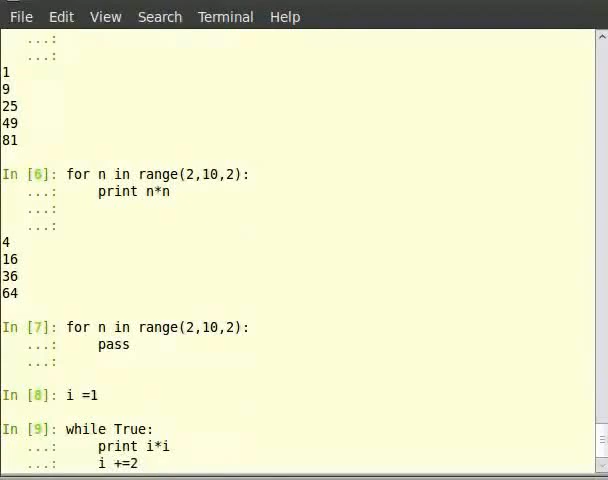 File Edit View Search Terminal Help
...:
...:
1
9
25
49
81
In [6]: for n in range(2,10,2):
...:     print n*n
...:
...:
4
16
36
64
In [7]: for n in range(2,10,2):
...:     pass
...:
In [8]: i =1
In [9]: while True:
...:     print i*i
...:     i +=2